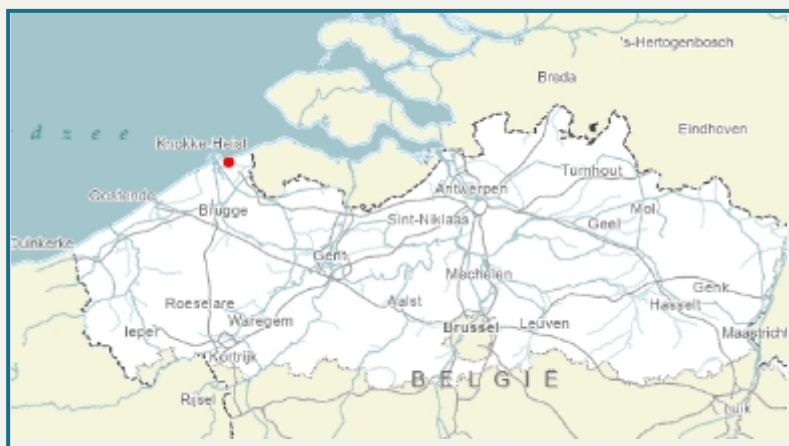 's-Hertogenbosch
Breda
d z e e
Eindhoven
Knokke-Heist
Turnhout
Antwerpen
Oostende
Mol
Brugge
Sint-Niklaas
Geel
Duinkerke
Gent
Mechelen
Genk
Roeselare
Aalst
Hasselt
Waregem
Ieper
Brussel
Leuven
Maastricht
Kortrijk
BELGIË
Rijsel
Luik